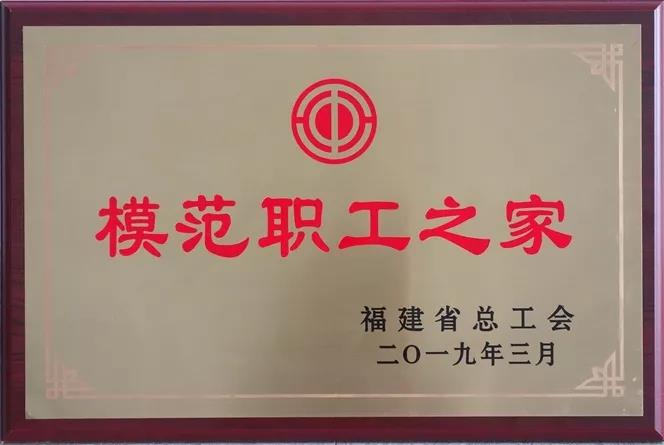 模范职工之家
福建省总工会
二〇一九年三月